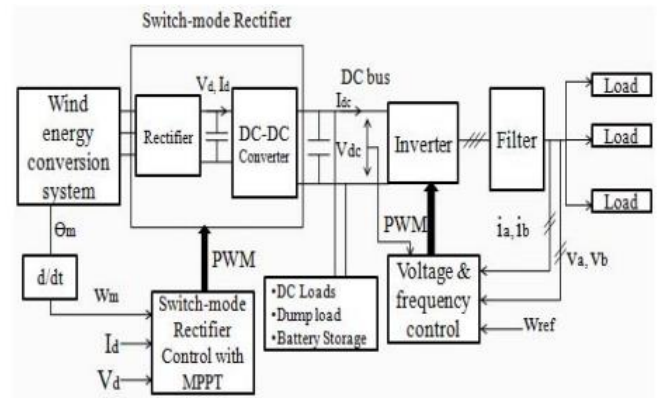 Switch-mode Rectifier
Wind
energy
conversion
system
Rectifier
Vd, Id
DC-DC
Converter
DC bus
Idc
Vdc
Inverter
Filter
Load
Load
Load
Өm
d/dt
Wm
Id
Vd
PWM
Switch-mode
Rectifier
Control with
MPPT
•DC Loads
•Dump load
•Battery Storage
PWM
Voltage &
frequency
control
ia, ib
Va, Vb
Wref